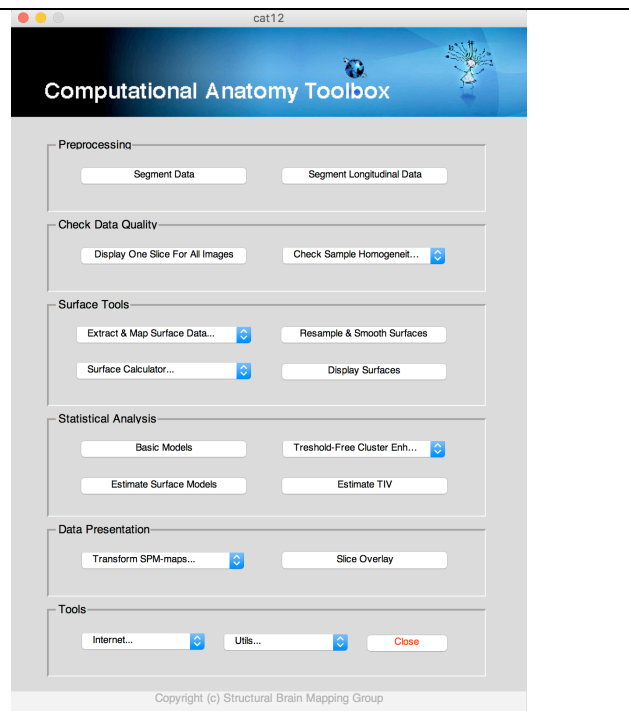 cat12
Computational Anatomy Toolbox
Preprocessing
Segment Data
Segment Longitudinal Data
Check Data Quality
Display One Slice For All Images
Check Sample Homogeneit...
Surface Tools
Extract & Map Surface Data...
Resample & Smooth Surfaces
Surface Calculator...
Display Surfaces
Statistical Analysis
Basic Models
Treshold-Free Cluster Enh...
Estimate Surface Models
Estimate TIV
Data Presentation
Transform SPM-maps...
Slice Overlay
Tools
Internet...
Utils...
Close
Copyright (c) Structural Brain Mapping Group